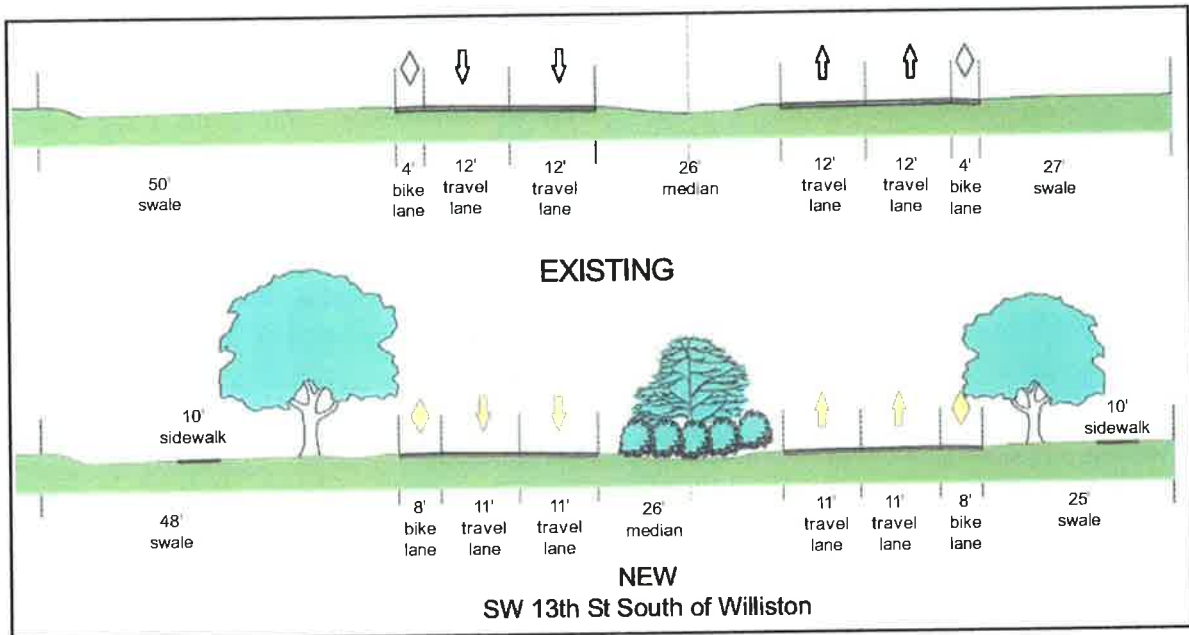 50'
swale
4'
bike
lane
12'
travel
lane
12'
travel
lane
26'
median
12'
travel
lane
12'
travel
lane
4'
bike
lane
27'
swale
EXISTING
10'
sidewalk
10'
sidewalk
48'
swale
8'
bike
lane
11'
travel
lane
11'
travel
lane
26'
median
11'
travel
lane
11'
travel
lane
8'
bike
lane
25'
swale
NEW
SW 13th St South of Williston